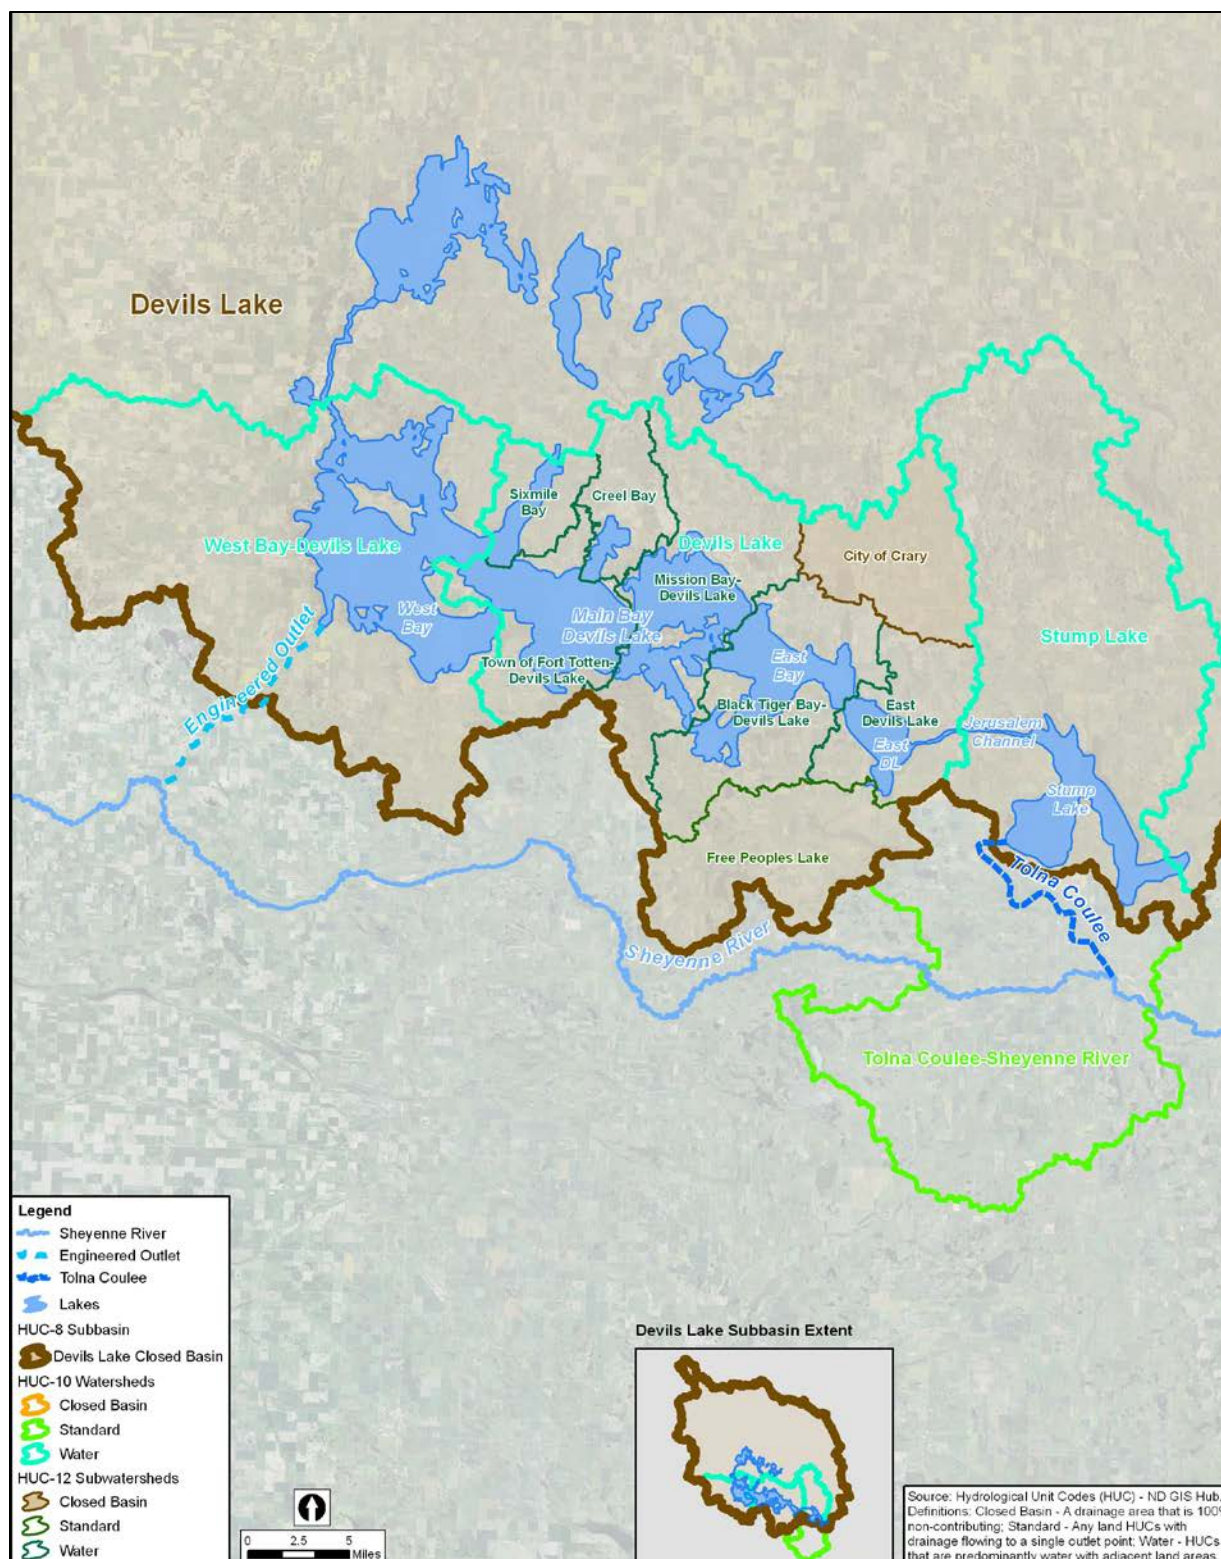 Devils Lake
Sixmile
Bay
Creel Bay
West Bay-Devils Lake
Devils Lake
City of Crary
Mission Bay-
Devils Lake
West
Bay
Main Bay
Devils Lake
Stump Lake
Engineered Outlet
Town of Fort Totten-
Devils Lake
East
Bay
Black Tiger Bay-
Devils Lake
East
Devils Lake
Jerusalem
Channel
East
DL
Stump
Lake
Free Peoples Lake
Tolna Coulee
Sheyenne River
Tolna Coulee-Sheyenne River
Legend
Sheyenne River
Engineered Outlet
Tolna Coulee
Lakes
HUC-8 Subbasin
Devils Lake Closed Basin
HUC-10 Watersheds
Closed Basin
Standard
Water
HUC-12 Subwatersheds
Closed Basin
Standard
Water
0 2.5 5
Miles
Devils Lake Subbasin Extent
Source: Hydrological Unit Codes (HUC) - ND GIS Hub.
Definitions: Closed Basin - A drainage area that is 100%
non-contributing; Standard - Any land HUCs with
drainage flowing to a single outlet point; Water - HUCs
that are predominantly water with adjacent land areas